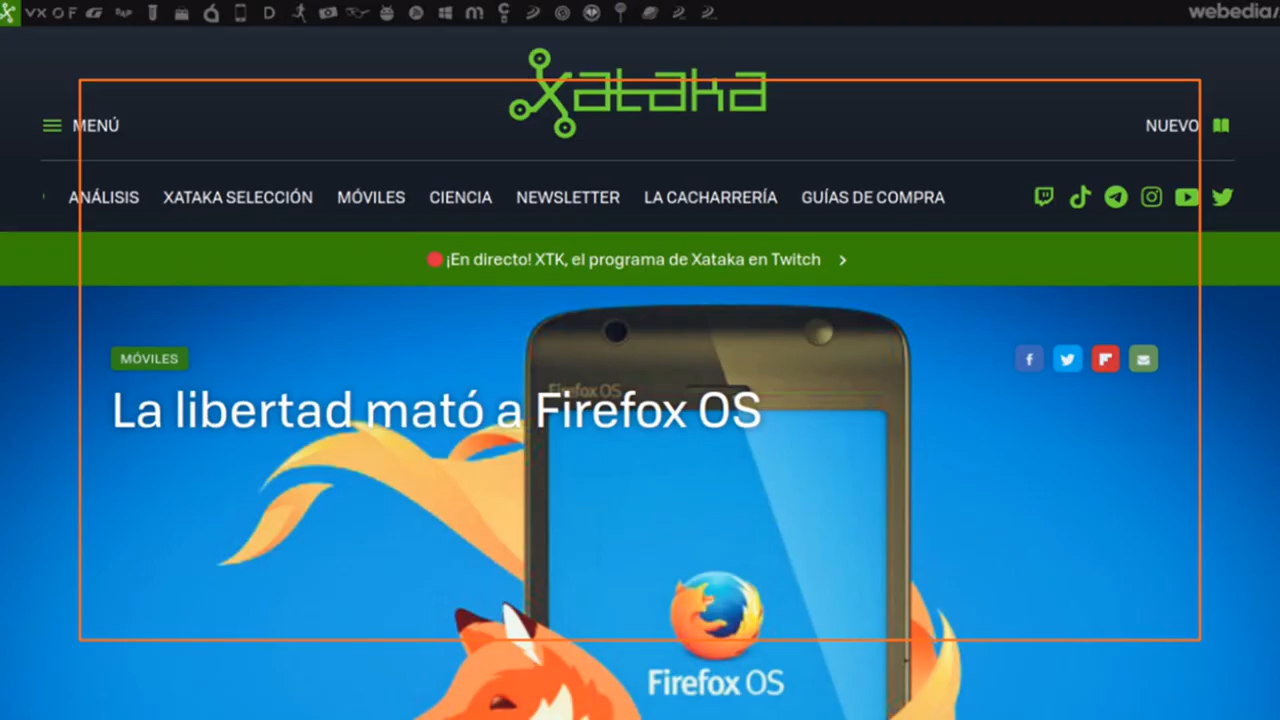 webedia
xataka
MENÚ
NUEVO
ANÁLISIS XATAKA SELECCIÓN MÓVILES CIENCIA NEWSLETTER LA CACHARRERÍA GUÍAS DE COMPRA
¡En directo! XTK, el programa de Xataka en Twitch
MÓVILES
Firefox OS
La libertad mató a Firefox OS
Firefox OS